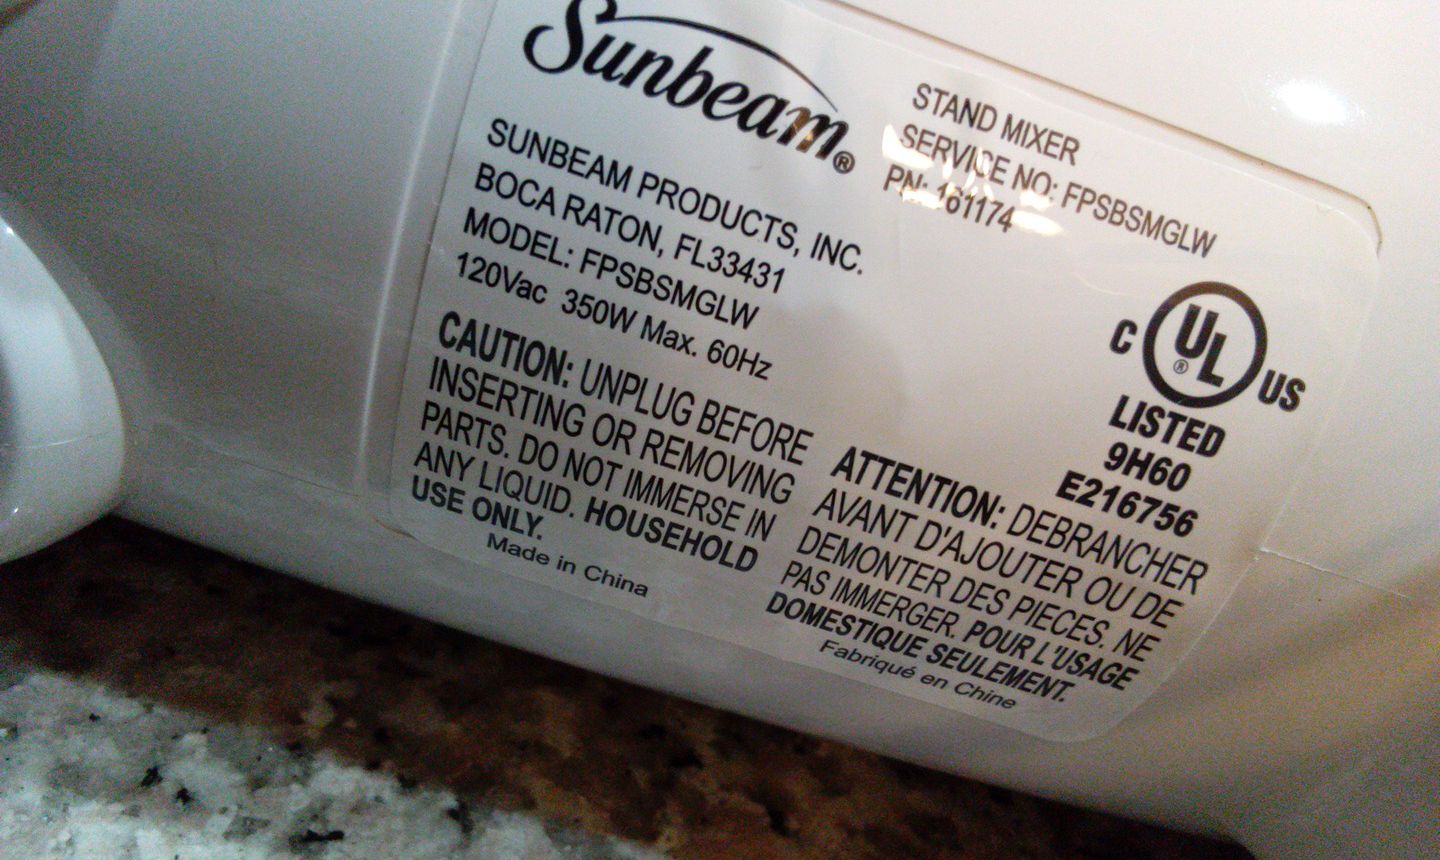 Sunbeam®
SUNBEAM PRODUCTS, INC.
BOCA RATON, FL33431
MODEL: FPSBSMGLW
120Vac 350W Max. 60Hz
CAUTION: UNPLUG BEFORE
INSERTING OR REMOVING
PARTS. DO NOT IMMERSE IN
ANY LIQUID. HOUSEHOLD
USE ONLY.
Made in China
STAND MIXER
SERVICE NO: FPSBSMGLW
PN: 161174
C UL® US
LISTED
9H60
E216756
ATTENTION: DEBRANCHER
AVANT D'AJOUTER OU DE
DEMONTER DES PIECES. NE
PAS IMMERGER. POUR L'USAGE
DOMESTIQUE SEULEMENT.
Fabriqué en Chine